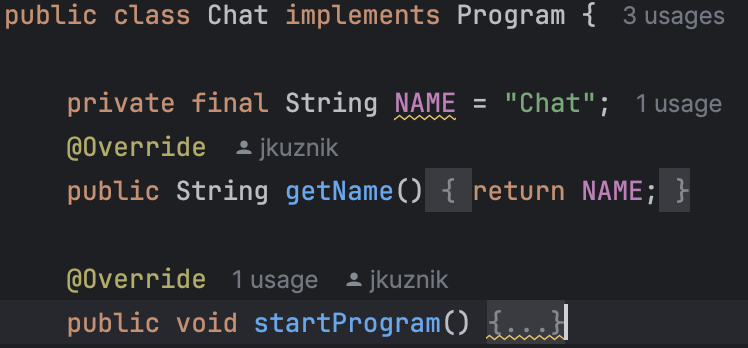 public class Chat implements Program {  3 usages
private final String NAME = "Chat";  1 usage
@Override  jkuznik
public String getName() { return NAME; }
@Override  1 usage  jkuznik
public void startProgram() {...}